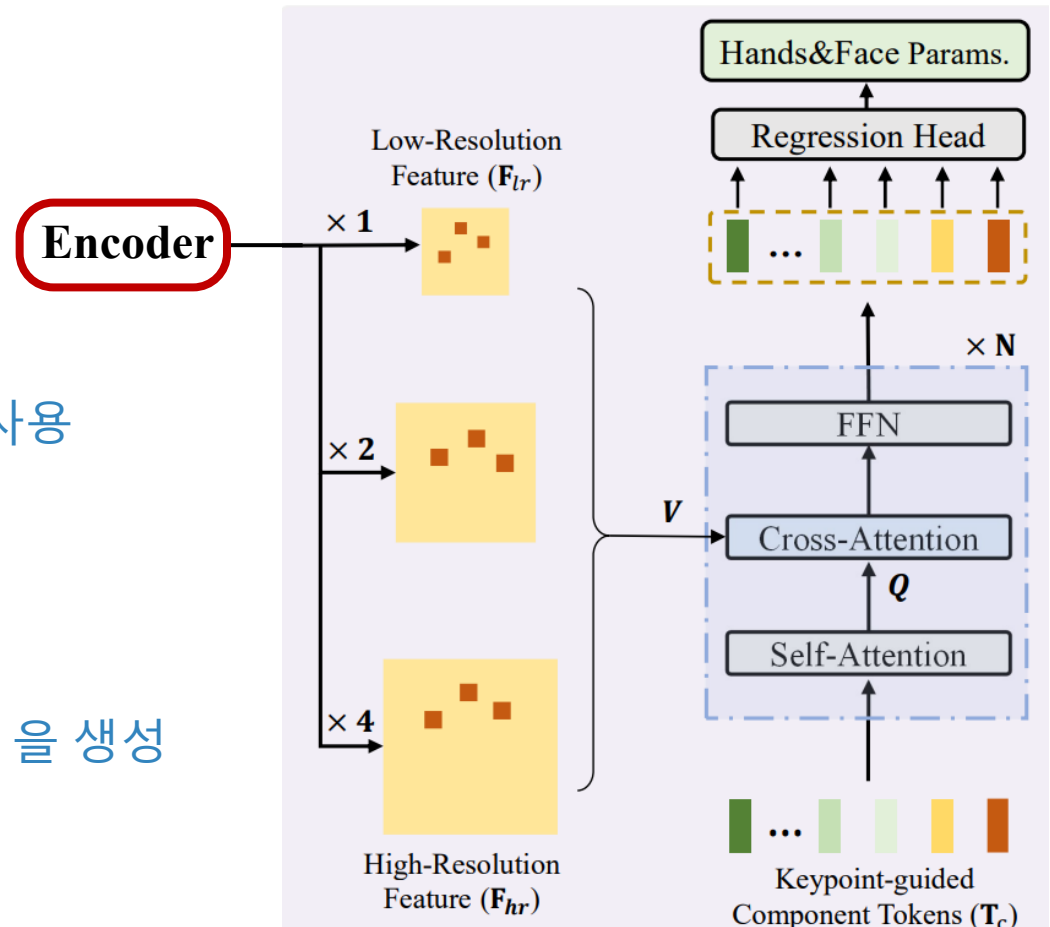 Hands&Face Params.
Regression Head
...
× N
FFN
Cross-Attention
Q
Self-Attention
...
Keypoint-guided
Component Tokens (T_c)
Low-Resolution
Feature (F_lr)
Encoder
× 1
× 2
× 4
V
High-Resolution
Feature (F_hr)
사용
을 생성